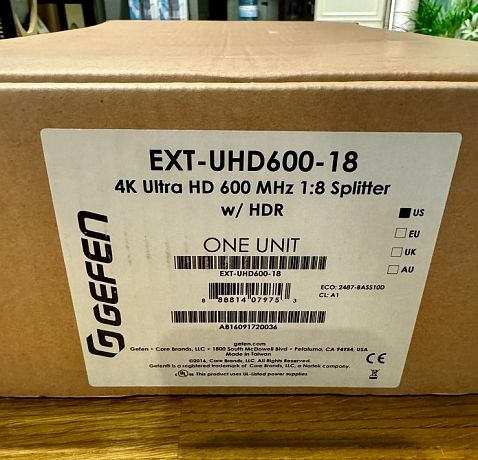 EXT-UHD600-18
4K Ultra HD 600 MHz 1:8 Splitter
w/ HDR
US
EU
UK
AU
ONE UNIT
EXT-UHD600-18
ECO: 2487-BASS10D
CL: A1
8 88814 07975 3
AB16091720036
GEFEN
gefen.com
Gefen • Core Brands, LLC • 1800 South McDowell Blvd • Petaluma, CA 94954, USA
Made in Taiwan
©2016, Core Brands, LLC. All Rights Reserved.
Gefen® is a registered trademark of Core Brands, LLC, a Nortek company.
This product uses UL-Listed power supplies
CE